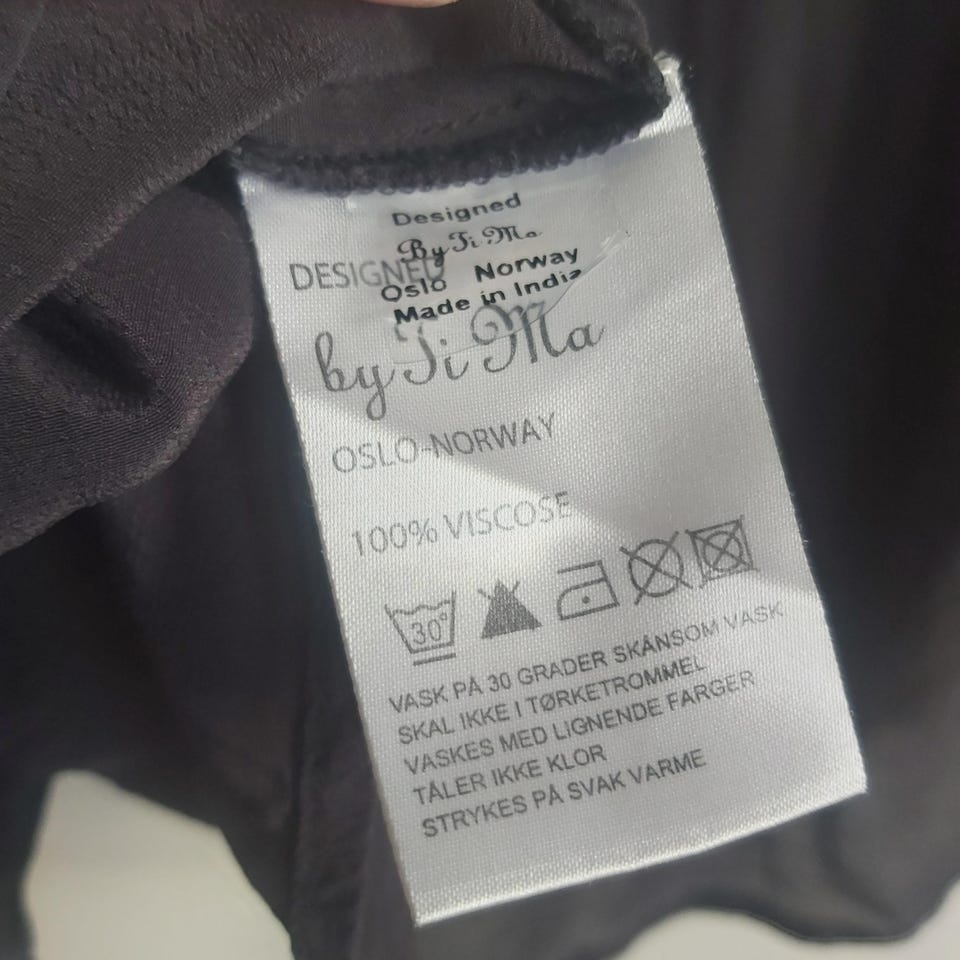 Designed
By Ti Ma
Oslo Norway
Made in India
DESIGNED
by Ti Ma
OSLO-NORWAY
100% VISCOSE
30°
VASK PÅ 30 GRADER SKÅNSOM VASK
SKAL IKKE I TØRKETROMMEL
VASKES MED LIGNENDE FARGER
TÅLER IKKE KLOR
STRYKES PÅ SVAK VARME